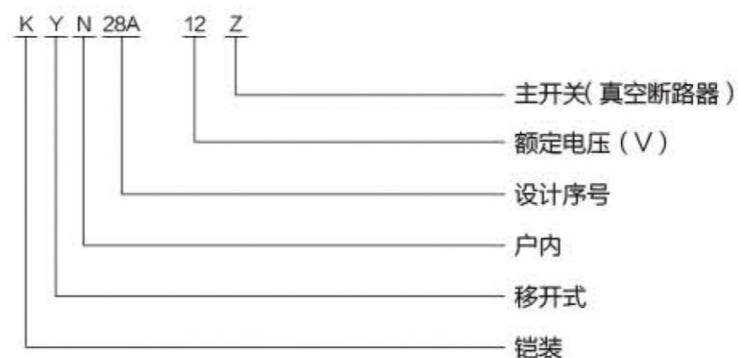 K Y N 28A 12 Z
主开关（真空断路器）
额定电压（V）
设计序号
户内
移开式
铠装